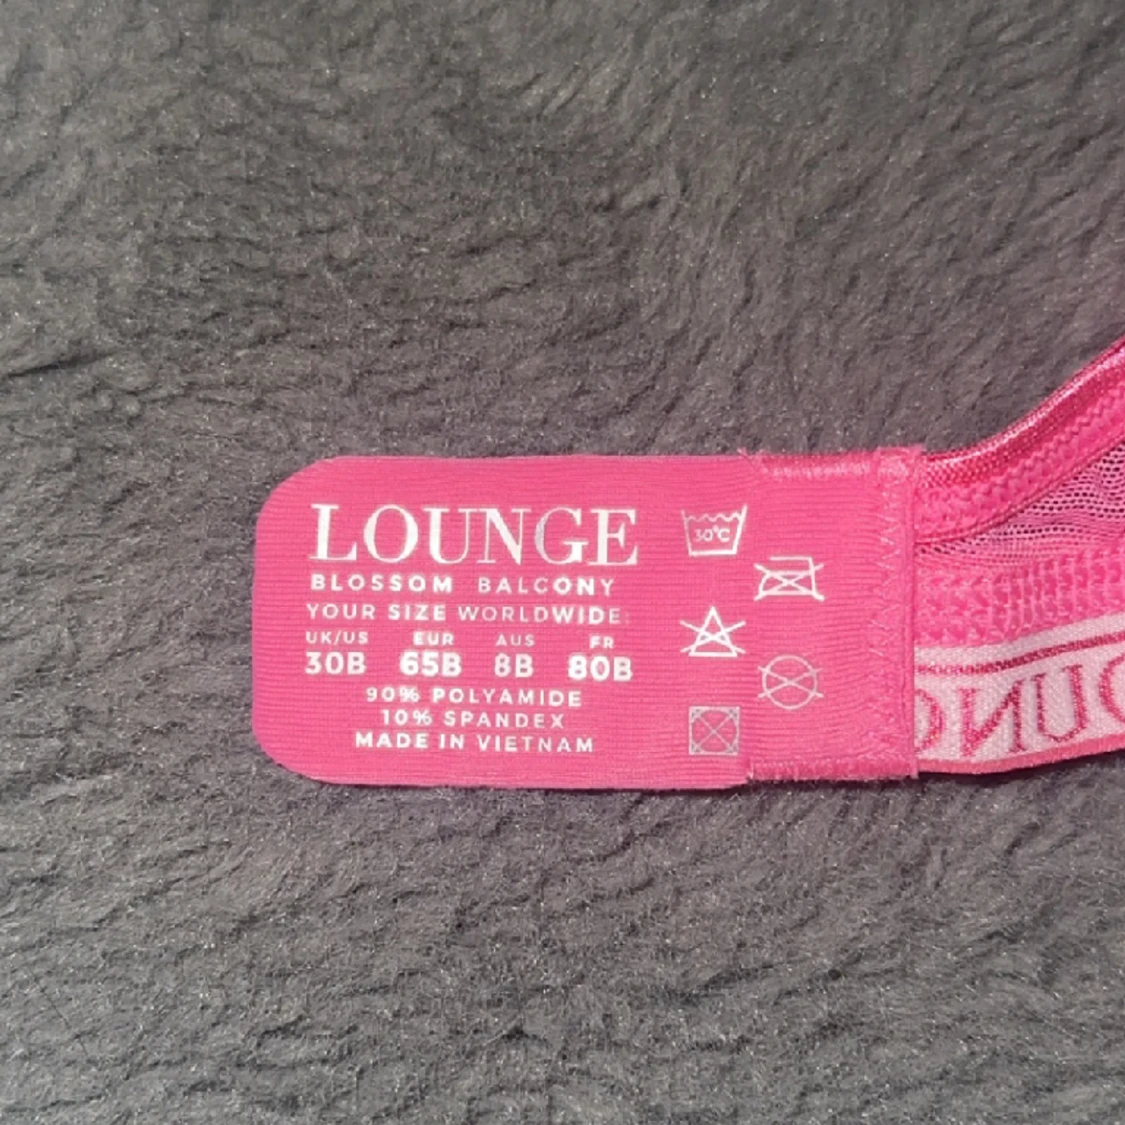 LOUNGE
BLOSSOM BALCONY
YOUR SIZE WORLDWIDE:
UK/US EUR AUS FR
30B 65B 8B 80B
90% POLYAMIDE
10% SPANDEX
MADE IN VIETNAM
30°C